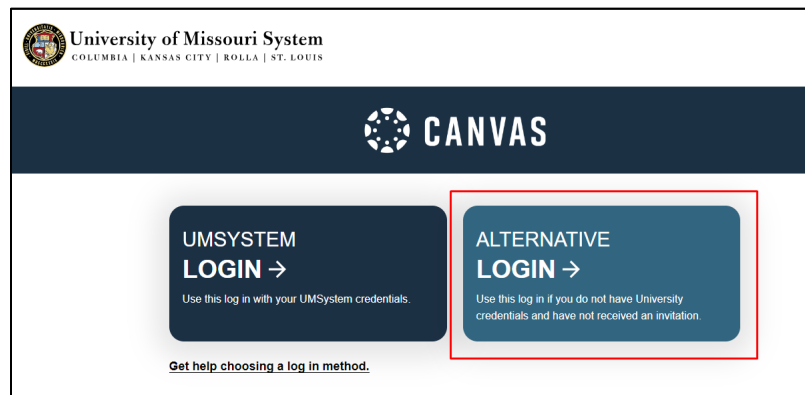 University of Missouri System
COLUMBIA | KANSAS CITY | ROLLA | ST. LOUIS
CANVAS
UMSYSTEM
LOGIN →
Use this log in with your UMSystem credentials.
ALTERNATIVE
LOGIN →
Use this log in if you do not have University
credentials and have not received an invitation.
Get help choosing a log in method.